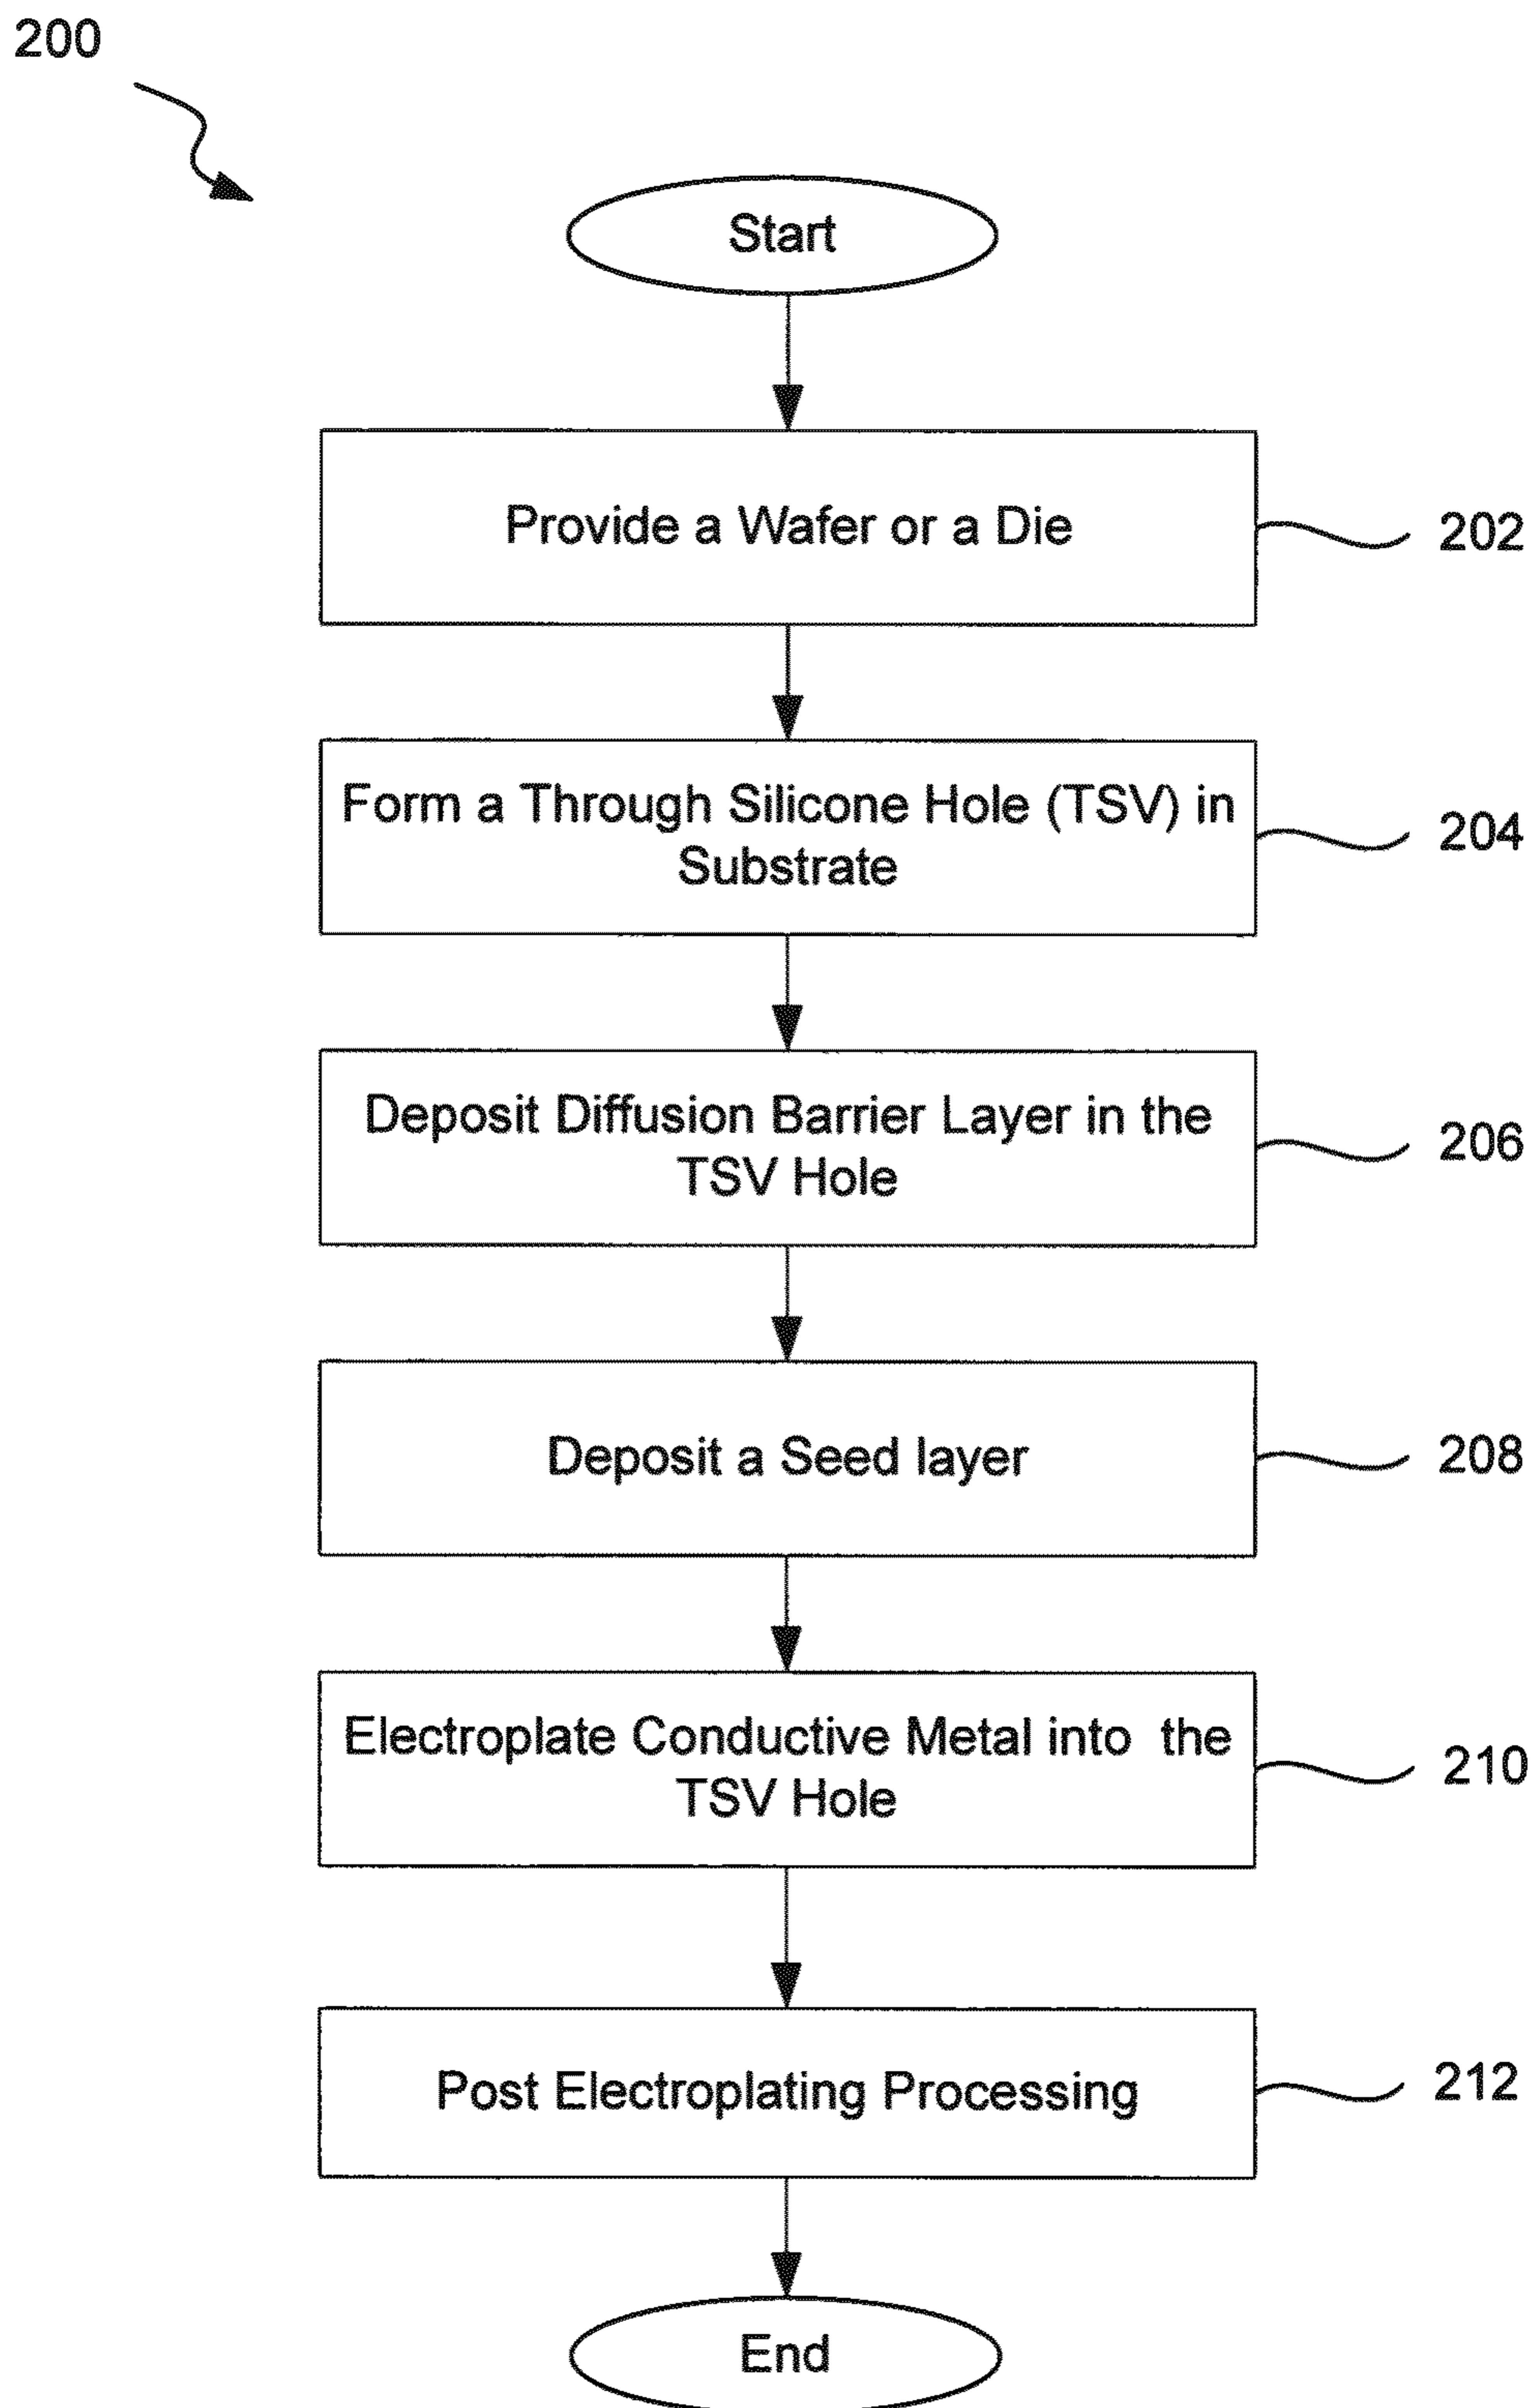 200
Start
Provide a Wafer or a Die
202
Form a Through Silicone Hole (TSV) in
Substrate
204
Deposit Diffusion Barrier Layer in the
TSV Hole
206
Deposit a Seed layer
208
Electroplate Conductive Metal into  the
TSV Hole
210
Post Electroplating Processing
212
End